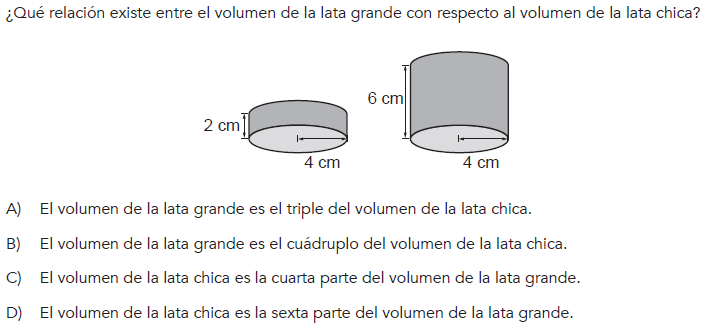 ¿Qué relación existe entre el volumen de la lata grande con respecto al volumen de la lata chica?
6 cm
2 cm
4 cm
4 cm
A) El volumen de la lata grande es el triple del volumen de la lata chica.
B) El volumen de la lata grande es el cuádruplo del volumen de la lata chica.
C) El volumen de la lata chica es la cuarta parte del volumen de la lata grande.
D) El volumen de la lata chica es la sexta parte del volumen de la lata grande.